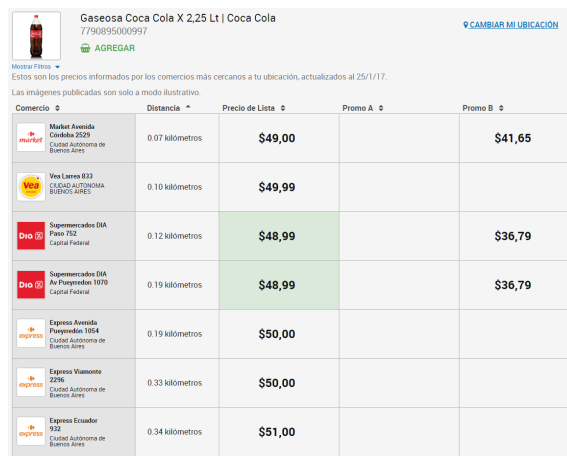 Gaseosa Coca Cola X 2,25 Lt | Coca Cola
7790895000997
AGREGAR
CAMBIAR MI UBICACIÓN
Mostrar Filtros
Estos son los precios informados por los comercios más cercanos a tu ubicación, actualizados al 25/1/17.
Las imágenes publicadas son solo a modo ilustrativo.
Comercio Distancia Precio de Lista Promo A Promo B
market
Market Avenida
Córdoba 2529
Ciudad Autónoma de
Buenos Aires
0.07 kilómetros $49,00 $41,65
Vea
Vea Larrea 833
CIUDAD AUTONOMA
BUENOS AIRES
0.10 kilómetros $49,99
DIA
Supermercados DIA
Paso 752
Capital Federal
0.12 kilómetros $48,99 $36,79
DIA
Supermercados DIA
Av Pueyrredon 1070
Capital Federal
0.19 kilómetros $48,99 $36,79
express
Express Avenida
Pueyrredón 1054
Ciudad Autónoma de
Buenos Aires
0.19 kilómetros $50,00
express
Express Viamonte
2296
Ciudad Autónoma de
Buenos Aires
0.33 kilómetros $50,00
express
Express Ecuador
932
Ciudad Autónoma de
Buenos Aires
0.34 kilómetros $51,00